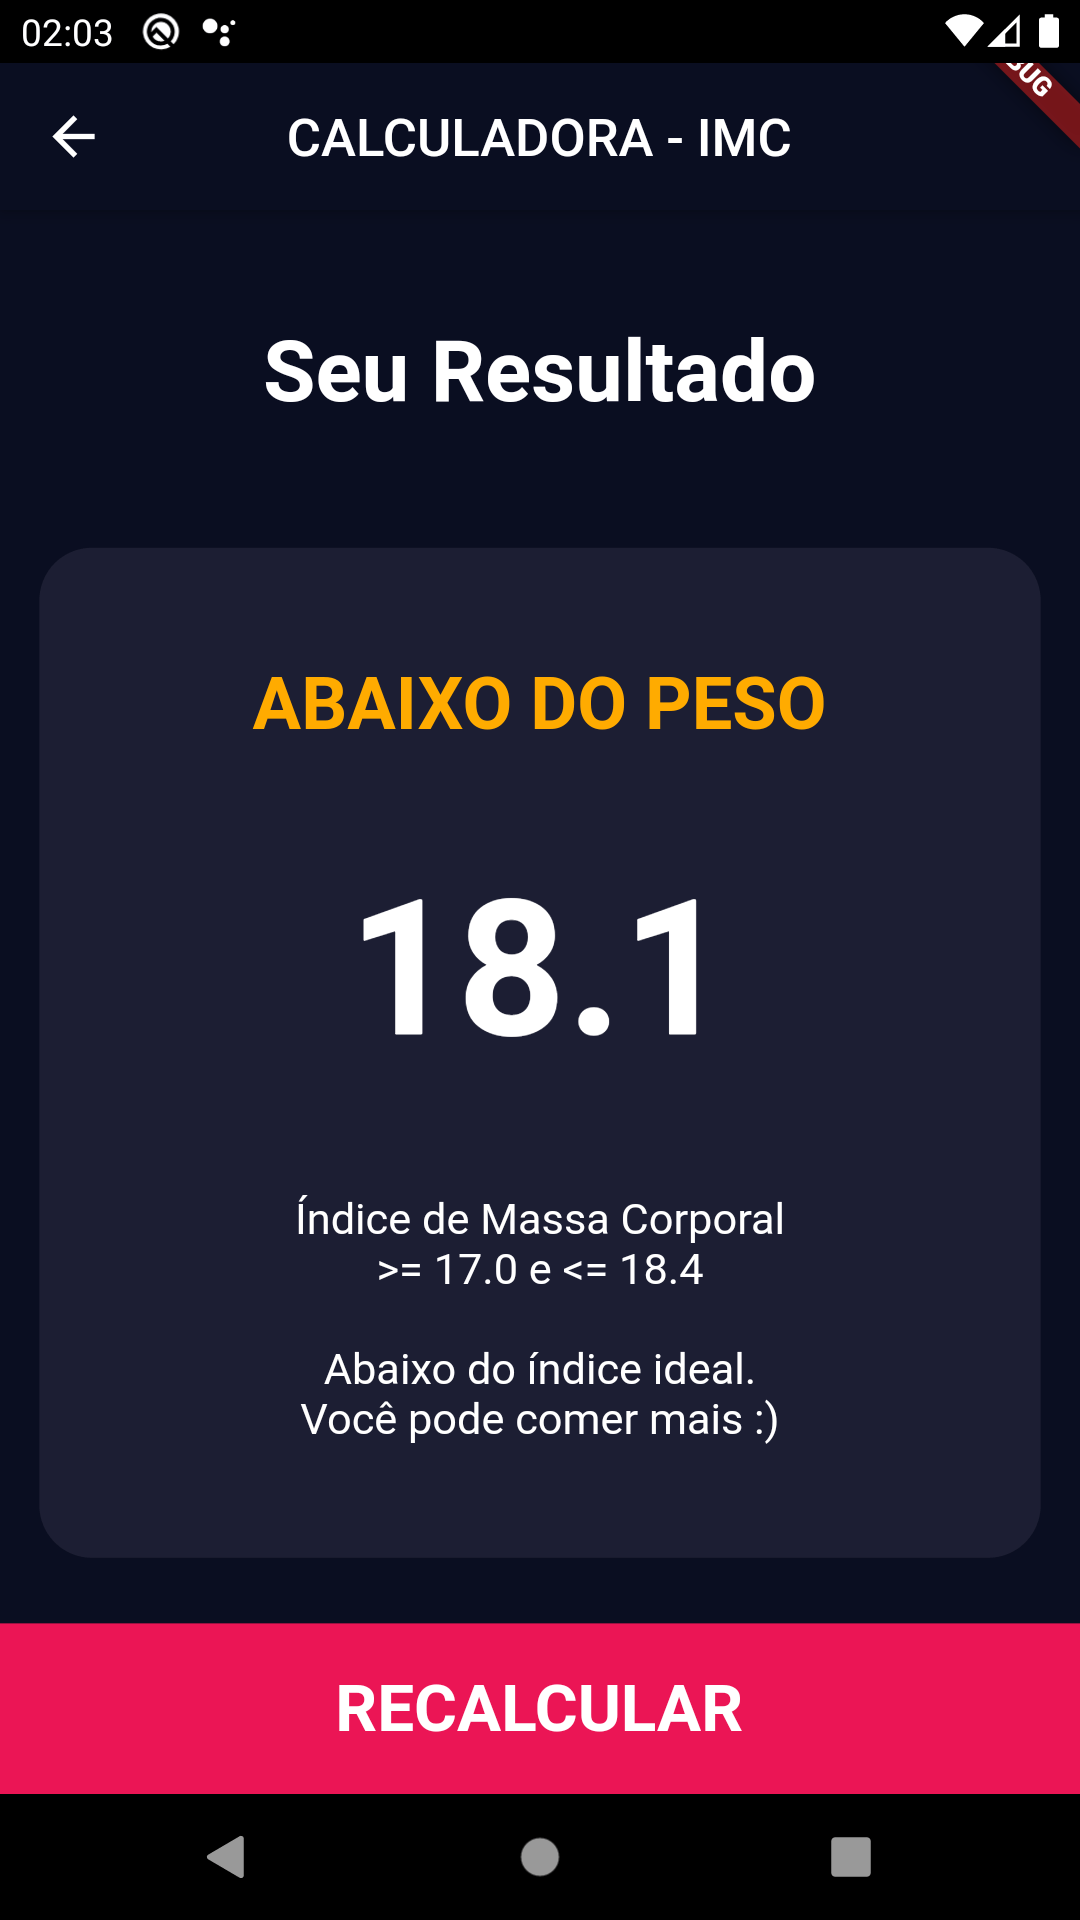 02:03
BUG
CALCULADORA - IMC
Seu Resultado
ABAIXO DO PESO
18.1
Índice de Massa Corporal
>= 17.0 e <= 18.4
Abaixo do índice ideal.
Você pode comer mais :)
RECALCULAR